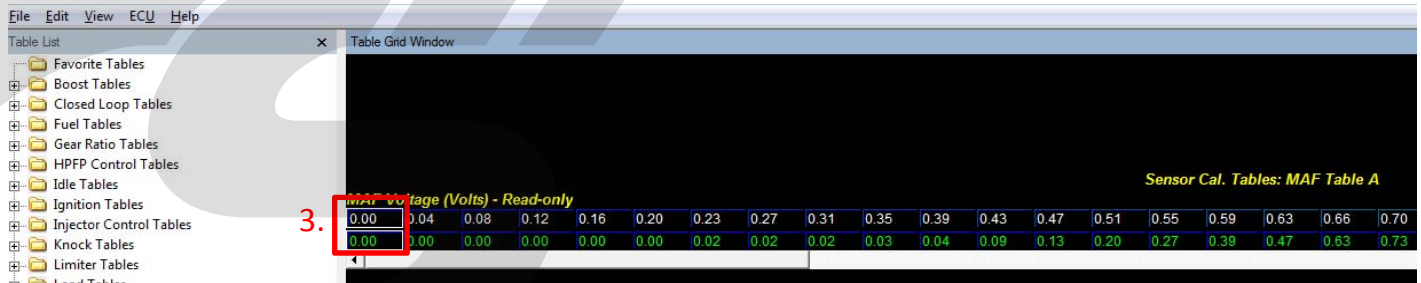 File Edit View ECU Help
Table List x Table Grid Window
Favorite Tables
Boost Tables
Closed Loop Tables
Fuel Tables
Gear Ratio Tables
HPFP Control Tables
Idle Tables
Ignition Tables
Injector Control Tables
Knock Tables
Limiter Tables
Load Tables
Sensor Cal. Tables: MAF Table A
MAF Voltage (Volts) - Read-only
3.
0.00 0.04 0.08 0.12 0.16 0.20 0.23 0.27 0.31 0.35 0.39 0.43 0.47 0.51 0.55 0.59 0.63 0.66 0.70
0.00 0.00 0.00 0.00 0.00 0.00 0.02 0.02 0.02 0.03 0.04 0.09 0.13 0.20 0.27 0.39 0.47 0.63 0.73